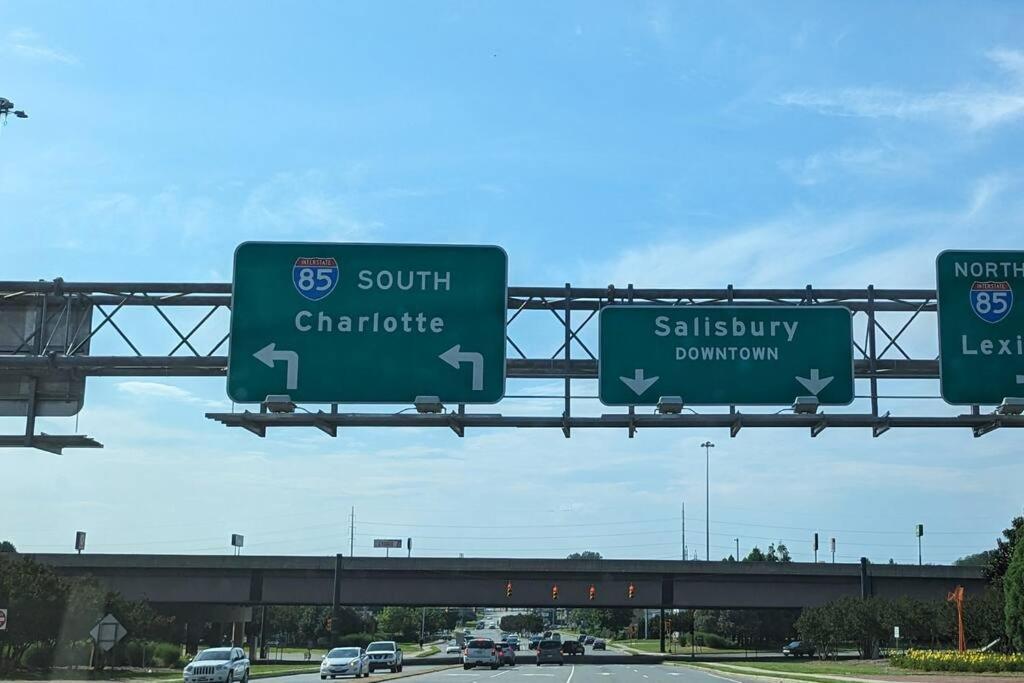 INTERSTATE
85 SOUTH
Charlotte
Salisbury
DOWNTOWN
NORTH
INTERSTATE
85
Lexi